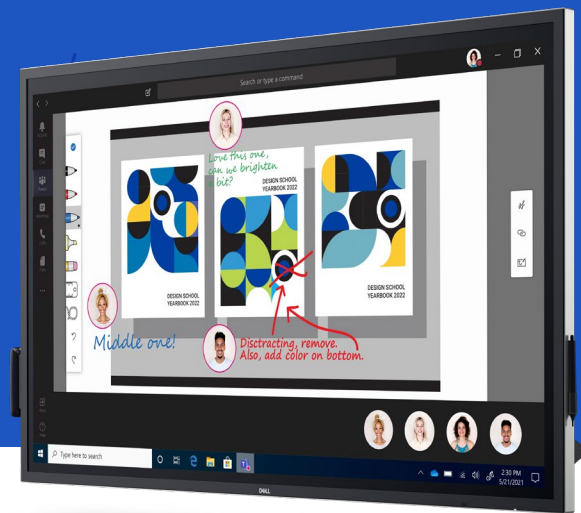 Search or type a command
Love this one,
can we brighten
bit?
DESIGN SCHOOL
YEARBOOK 2022
DESIGN SCHOOL
YEARBOOK 2022
DESIGN SCHOOL
YEARBOOK 2022
Middle one!
Disctracting, remove.
Also, add color on bottom.
Type here to search
2:30 PM
5/21/2021
DELL